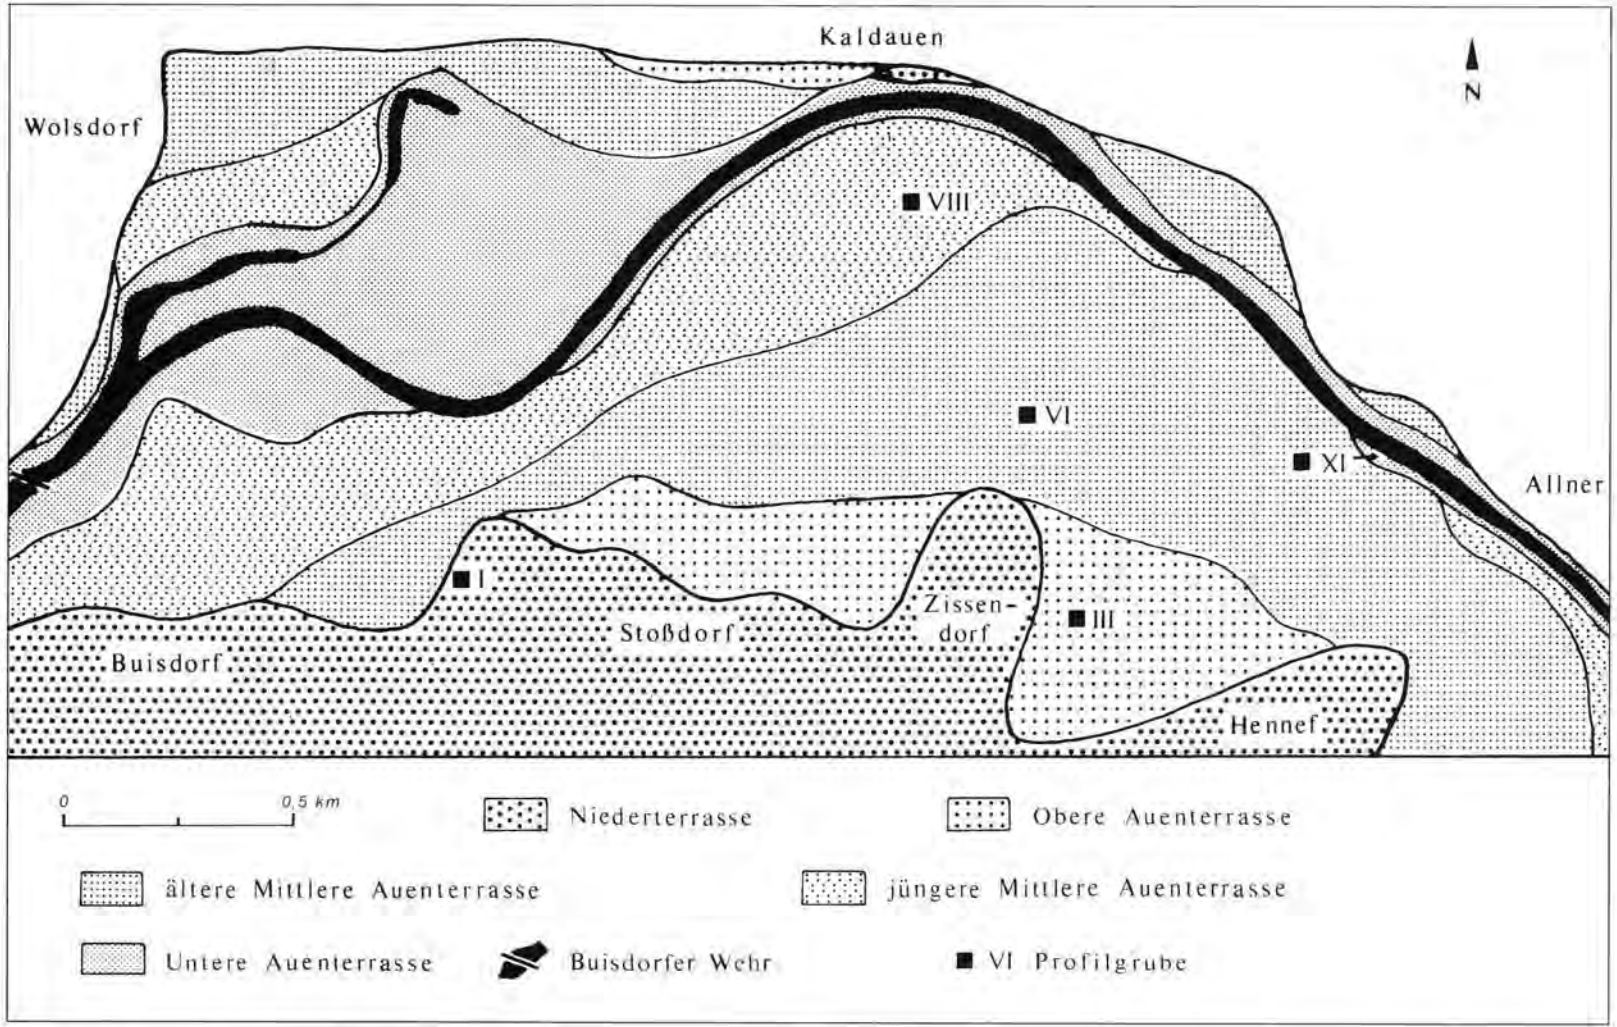 Kaldauen
N
Wolsdorf
VIII
VI
XI
Allner
I
Zissen-
dorf
III
Stoßdorf
Buisdorf
Hennef
0 0,5 km
Niederterrasse
Obere Auenterrasse
ältere Mittlere Auenterrasse
jüngere Mittlere Auenterrasse
Untere Auenterrasse
Buisdorfer Wehr
VI Profilgrube